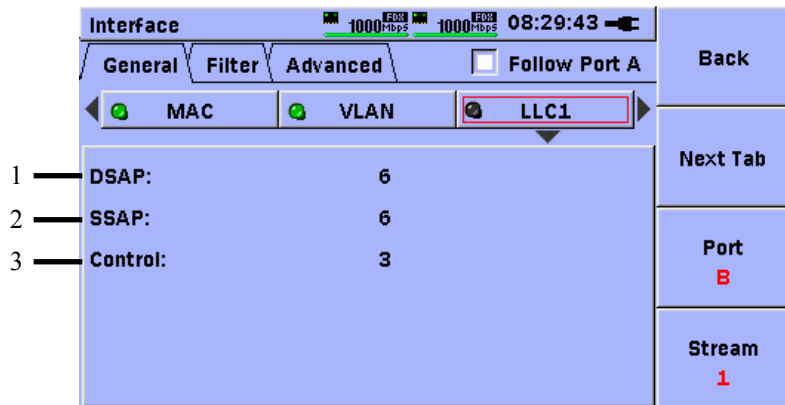 Interface 1000 FDX Mbps 1000 FDX Mbps 08:29:43
General Filter Advanced Follow Port A
MAC VLAN LLC1
1 DSAP: 6
2 SSAP: 6
3 Control: 3
Back
Next Tab
Port
B
Stream
1